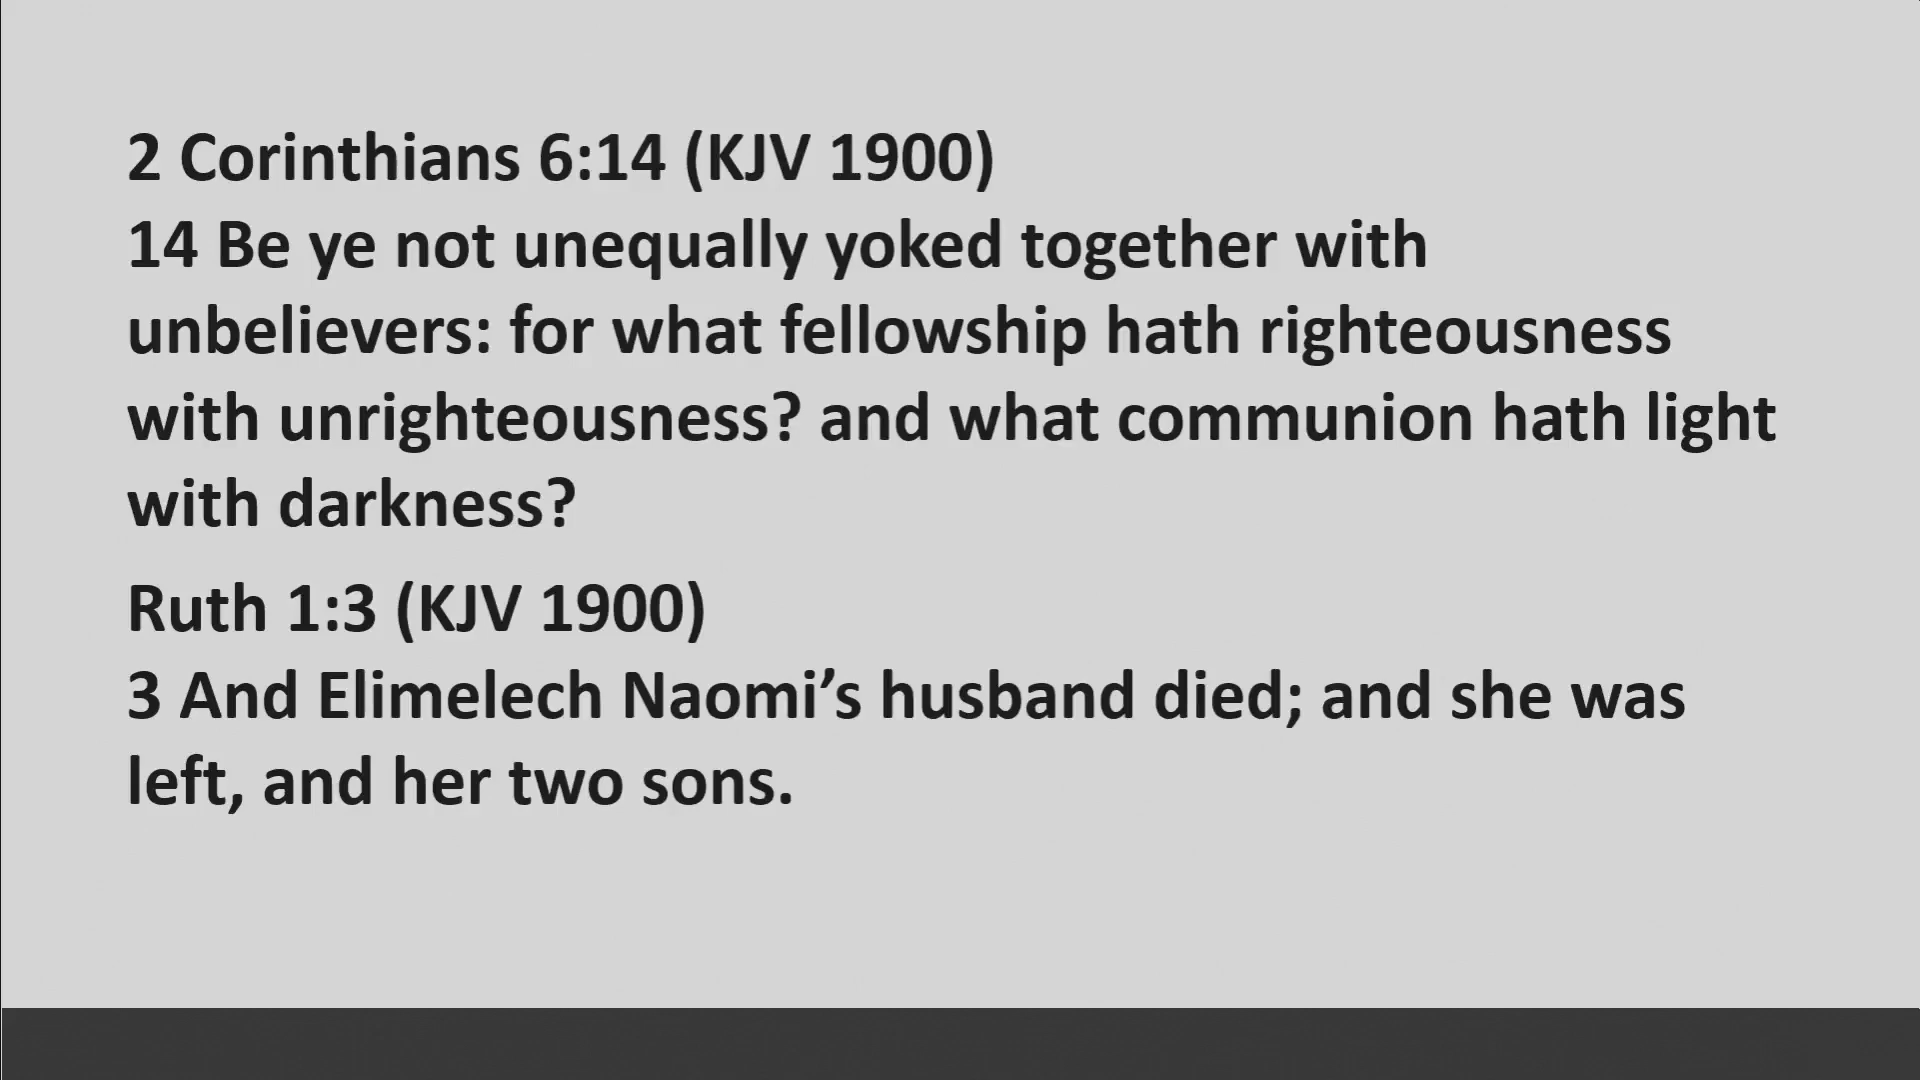 2 Corinthians 6:14 (KJV 1900)
14 Be ye not unequally yoked together with
unbelievers: for what fellowship hath righteousness
with unrighteousness? and what communion hath light
with darkness?
Ruth 1:3 (KJV 1900)
3 And Elimelech Naomi’s husband died; and she was
left, and her two sons.